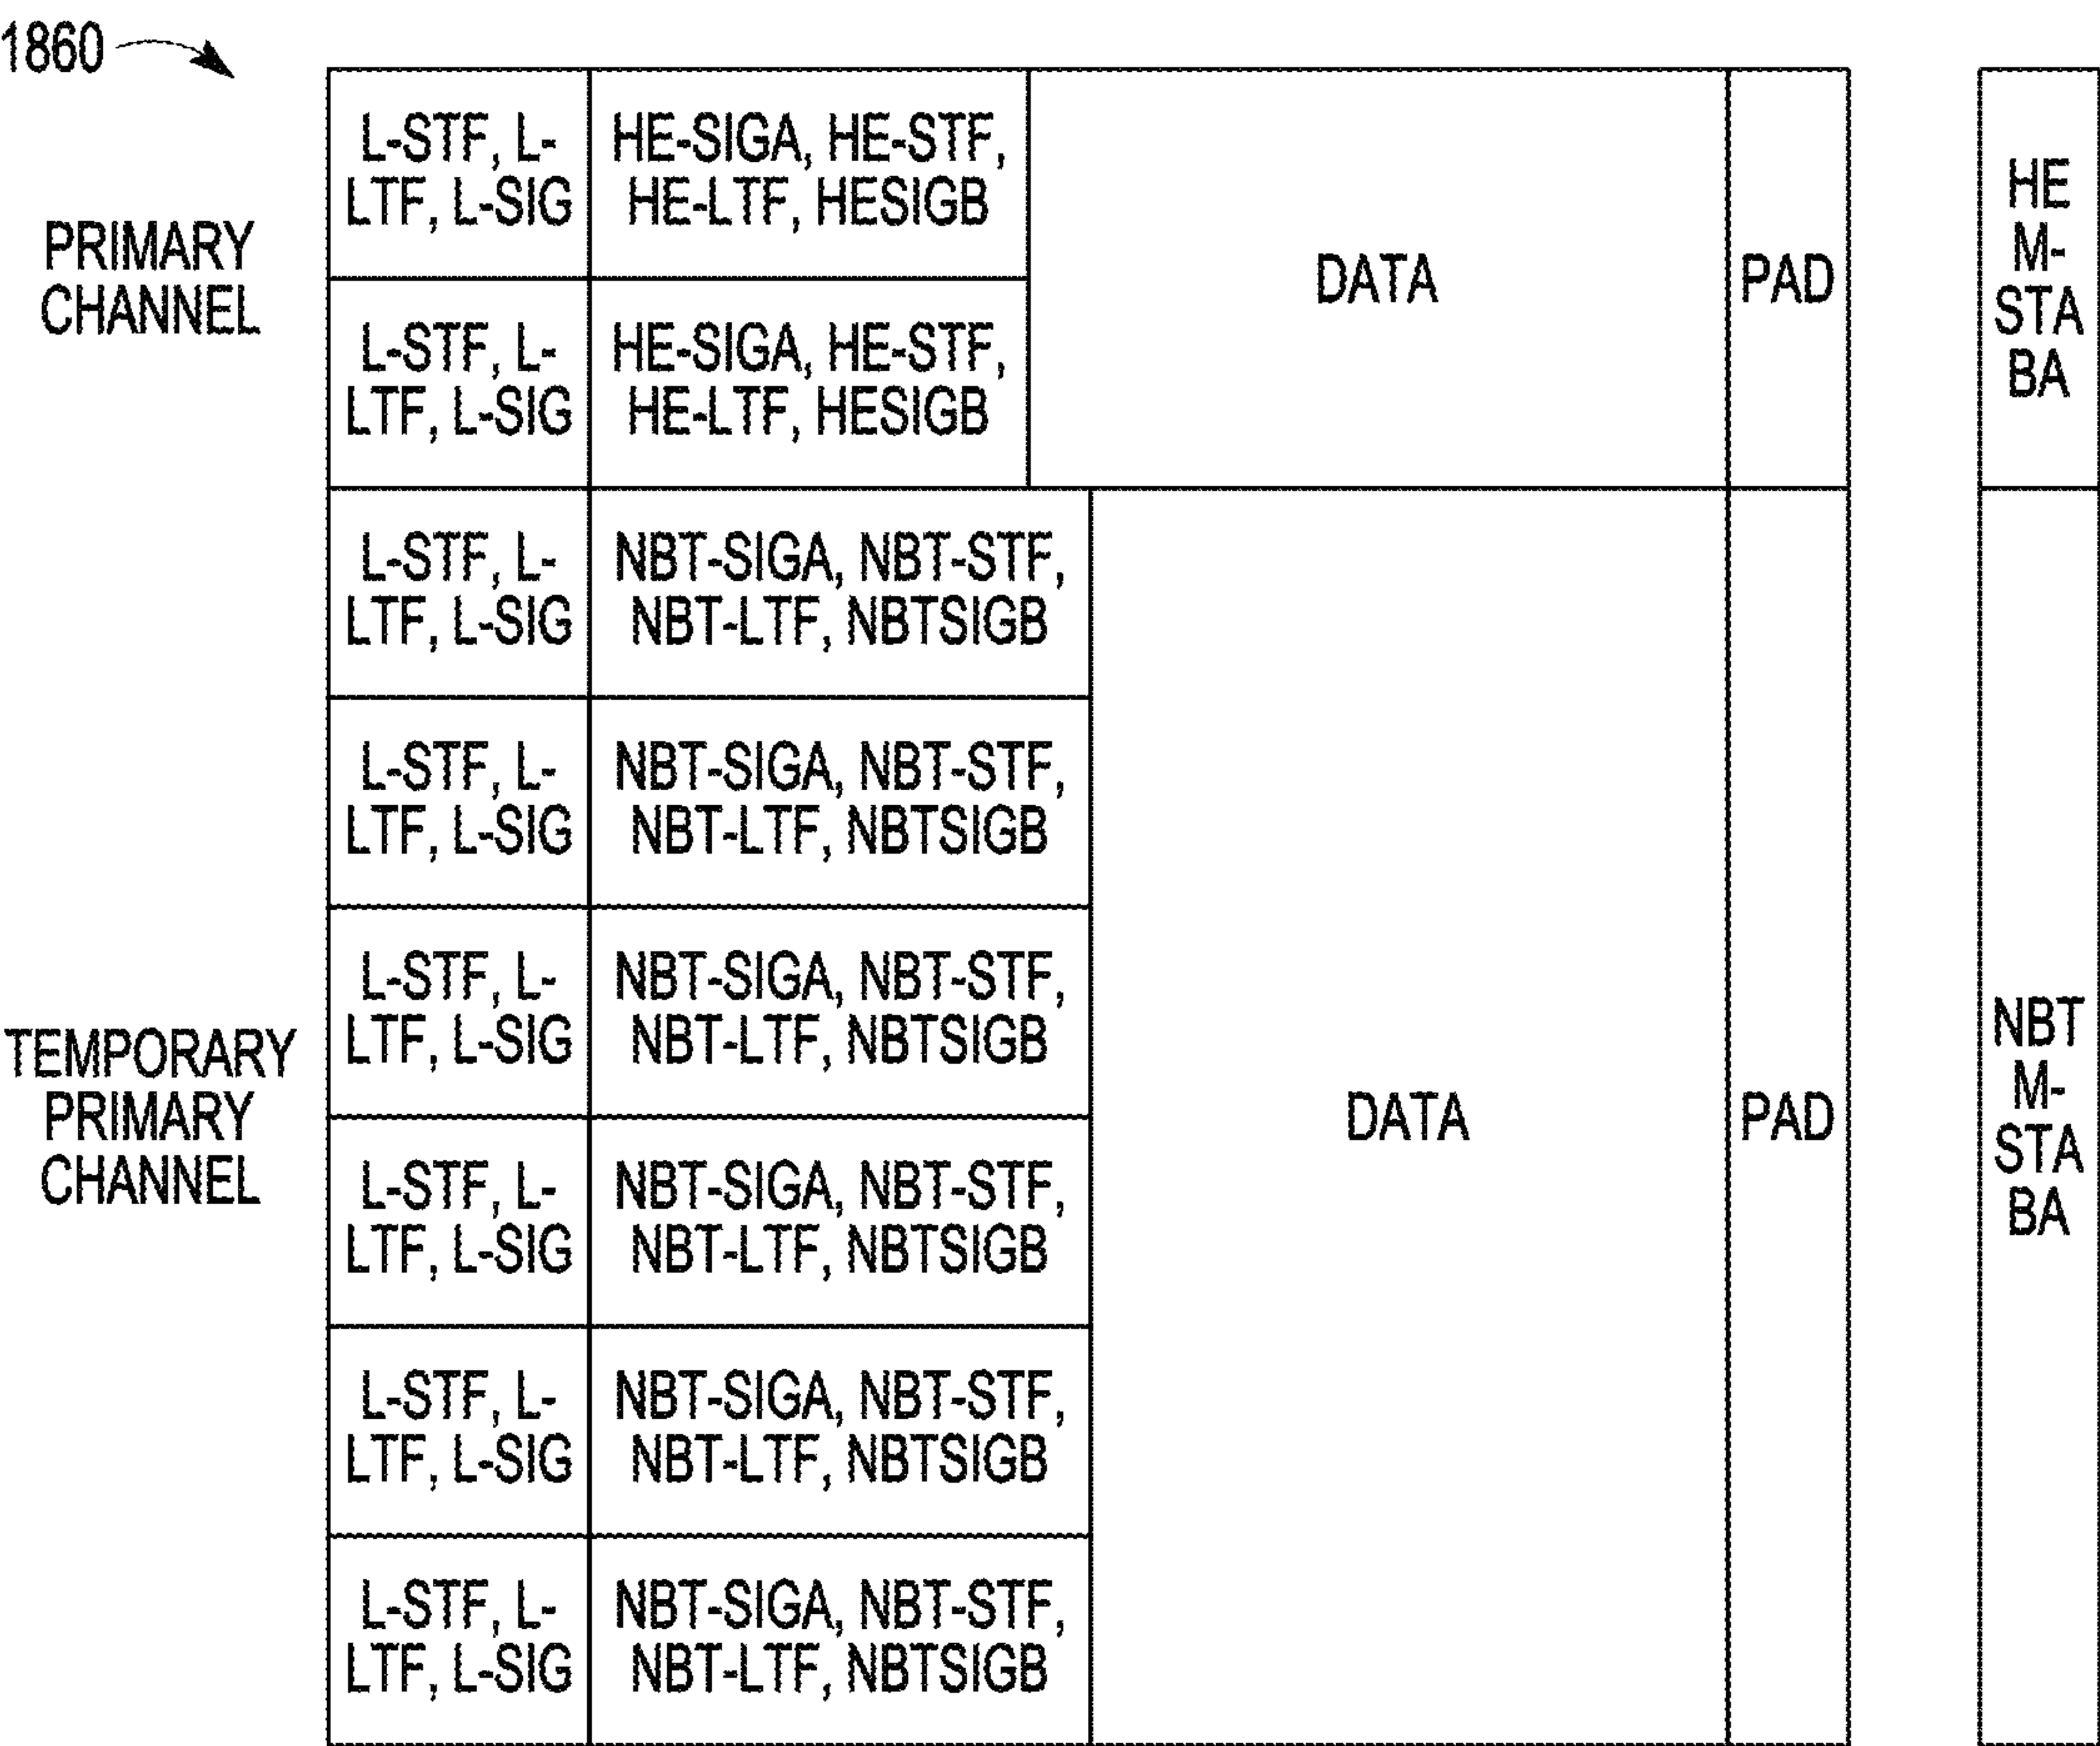 1860
PRIMARY
CHANNEL
L-STF, L-
LTF, L-SIG
HE-SIGA, HE-STF,
HE-LTF, HESIGB
L-STF, L-
LTF, L-SIG
HE-SIGA, HE-STF,
HE-LTF, HESIGB
DATA
PAD
HE
M-
STA
BA
TEMPORARY
PRIMARY
CHANNEL
L-STF, L-
LTF, L-SIG
NBT-SIGA, NBT-STF,
NBT-LTF, NBTSIGB
L-STF, L-
LTF, L-SIG
NBT-SIGA, NBT-STF,
NBT-LTF, NBTSIGB
L-STF, L-
LTF, L-SIG
NBT-SIGA, NBT-STF,
NBT-LTF, NBTSIGB
L-STF, L-
LTF, L-SIG
NBT-SIGA, NBT-STF,
NBT-LTF, NBTSIGB
L-STF, L-
LTF, L-SIG
NBT-SIGA, NBT-STF,
NBT-LTF, NBTSIGB
L-STF, L-
LTF, L-SIG
NBT-SIGA, NBT-STF,
NBT-LTF, NBTSIGB
DATA
PAD
NBT
M-
STA
BA